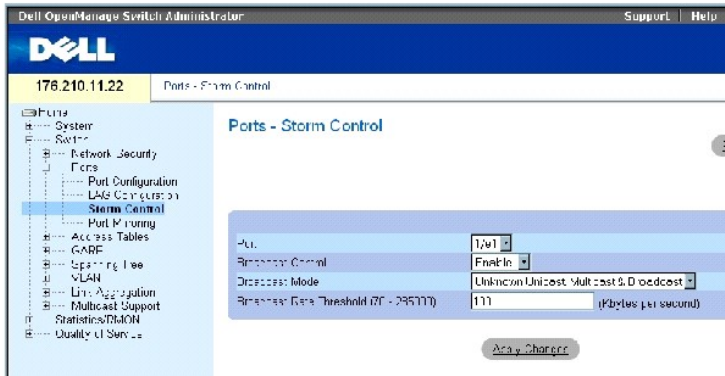 Dell OpenManage Switch Administrator
Support | Help
DELL
176.210.11.22
Ports - Storm Control
Home
System
Switch
Network Security
Ports
Port Configuration
LAG Configuration
Storm Control
Port Mirroring
Address Tables
GARP
Spanning Tree
VLAN
Link Aggregation
Multicast Support
Statistics/RMON
Quality of Service
Ports - Storm Control
Port
1/e1
Broadcast Control
Enable
Broadcast Mode
Unknown Unicast, Multicast & Broadcast
Broadcast Rate Threshold (70 - 285000)
100
(Kbytes per second)
Apply Changes